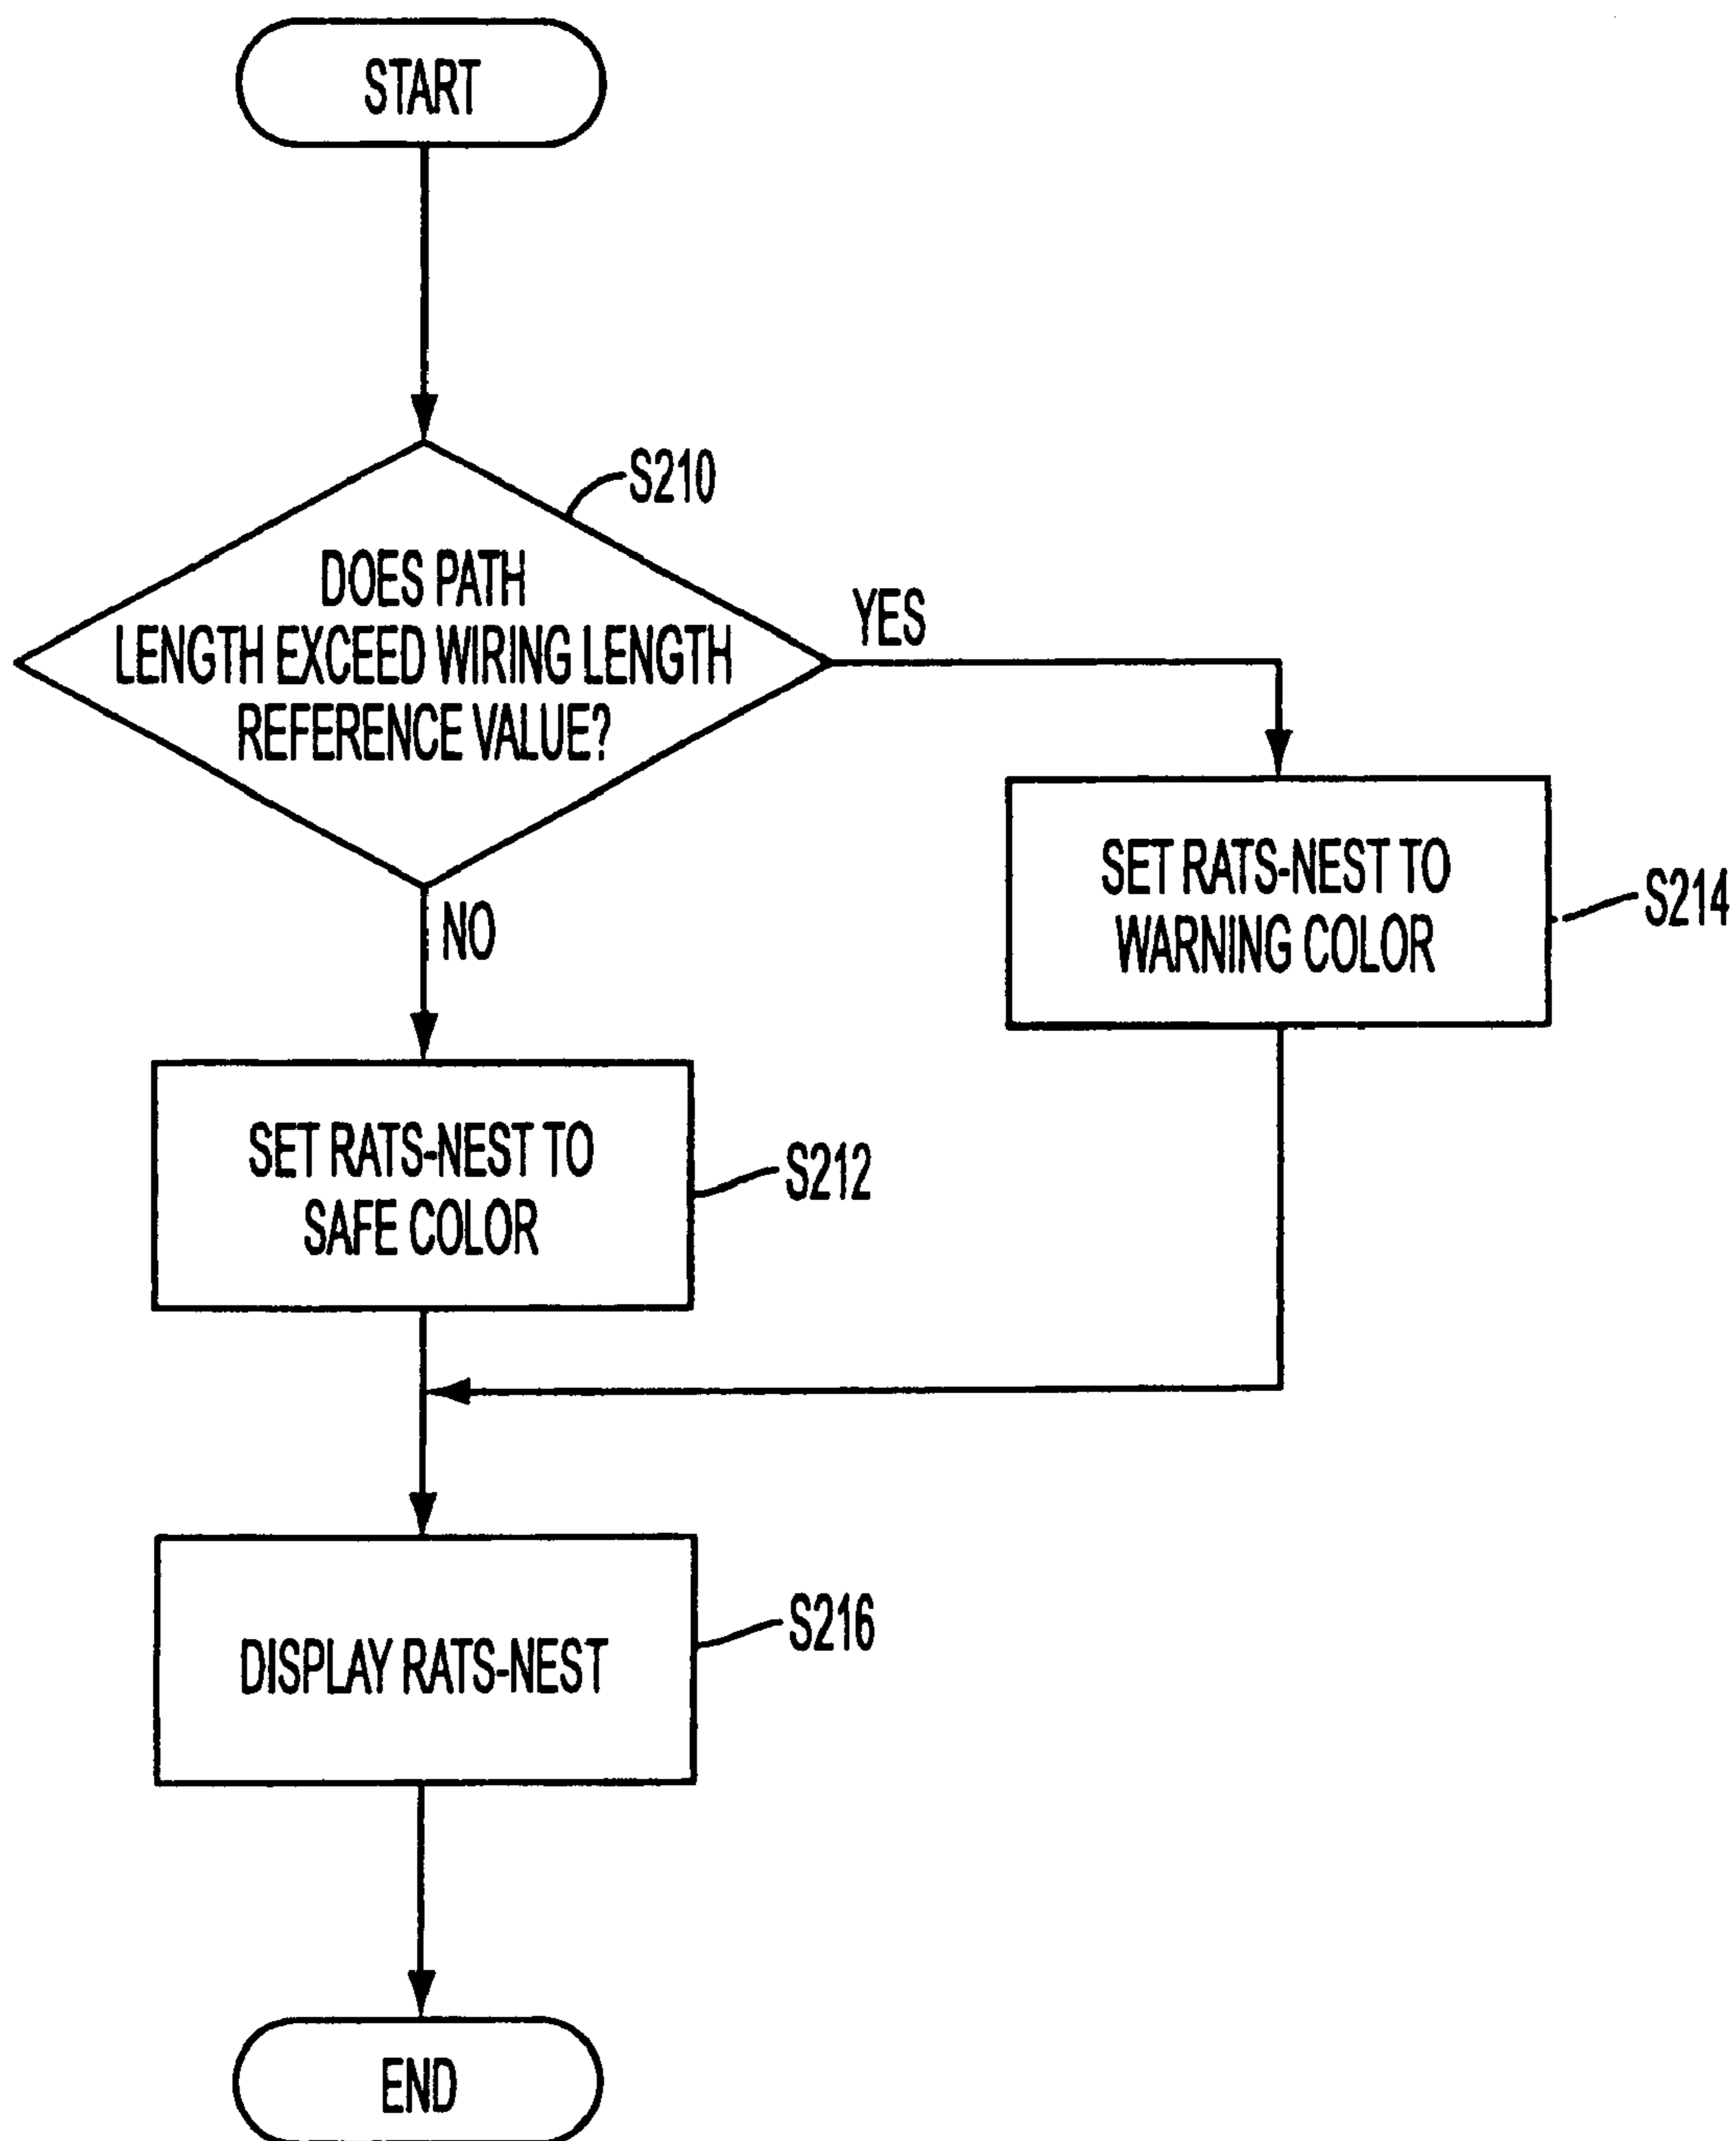 START
S210
DOES PATH
LENGTH EXCEED WIRING LENGTH
REFERENCE VALUE?
YES
NO
SET RATS-NEST TO
WARNING COLOR
S214
SET RATS-NEST TO
SAFE COLOR
S212
DISPLAY RATS-NEST
S216
END